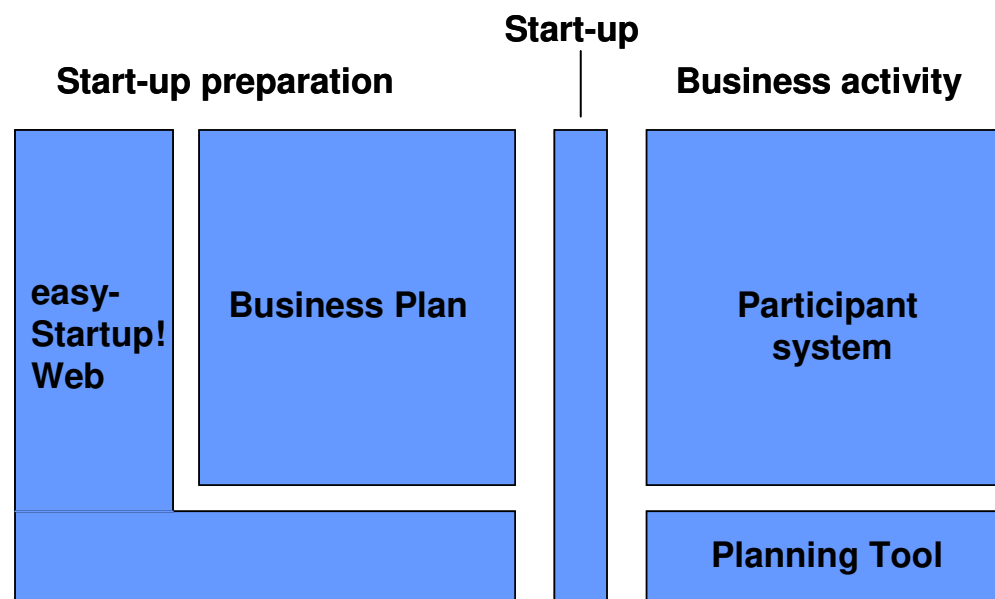 Start-up
Start-up preparation
Business activity
easy-
Startup!
Web
Business Plan
Participant
system
Planning Tool